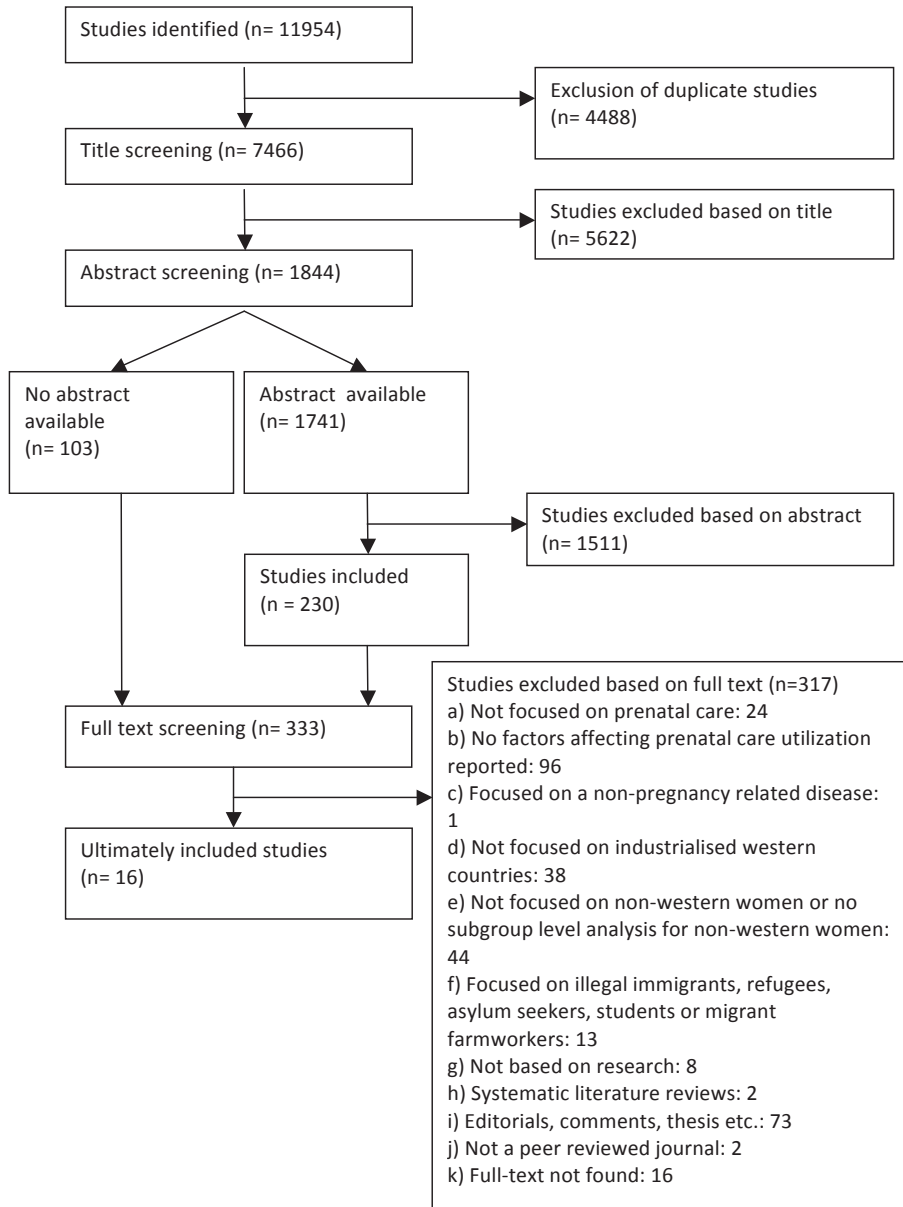 Studies identified (n= 11954)
Exclusion of duplicate studies
(n= 4488)
Title screening (n= 7466)
Studies excluded based on title
(n= 5622)
Abstract screening (n= 1844)
No abstract
available
(n= 103)
Abstract  available
(n= 1741)
Studies excluded based on abstract
(n= 1511)
Studies included
(n = 230)
Full text screening (n= 333)
Studies excluded based on full text (n=317)
a) Not focused on prenatal care: 24
b) No factors affecting prenatal care utilization
reported: 96
c) Focused on a non-pregnancy related disease:
1
d) Not focused on industrialised western
countries: 38
e) Not focused on non-western women or no
subgroup level analysis for non-western women:
44
f) Focused on illegal immigrants, refugees,
asylum seekers, students or migrant
farmworkers: 13
g) Not based on research: 8
h) Systematic literature reviews: 2
i) Editorials, comments, thesis etc.: 73
j) Not a peer reviewed journal: 2
k) Full-text not found: 16
Ultimately included studies
(n= 16)